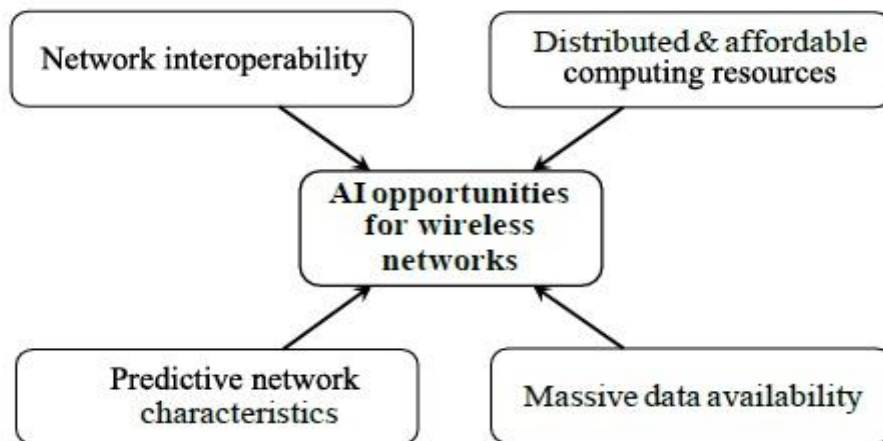 Network interoperability
Distributed & affordable
computing resources
AI opportunities
for wireless
networks
Predictive network
characteristics
Massive data availability